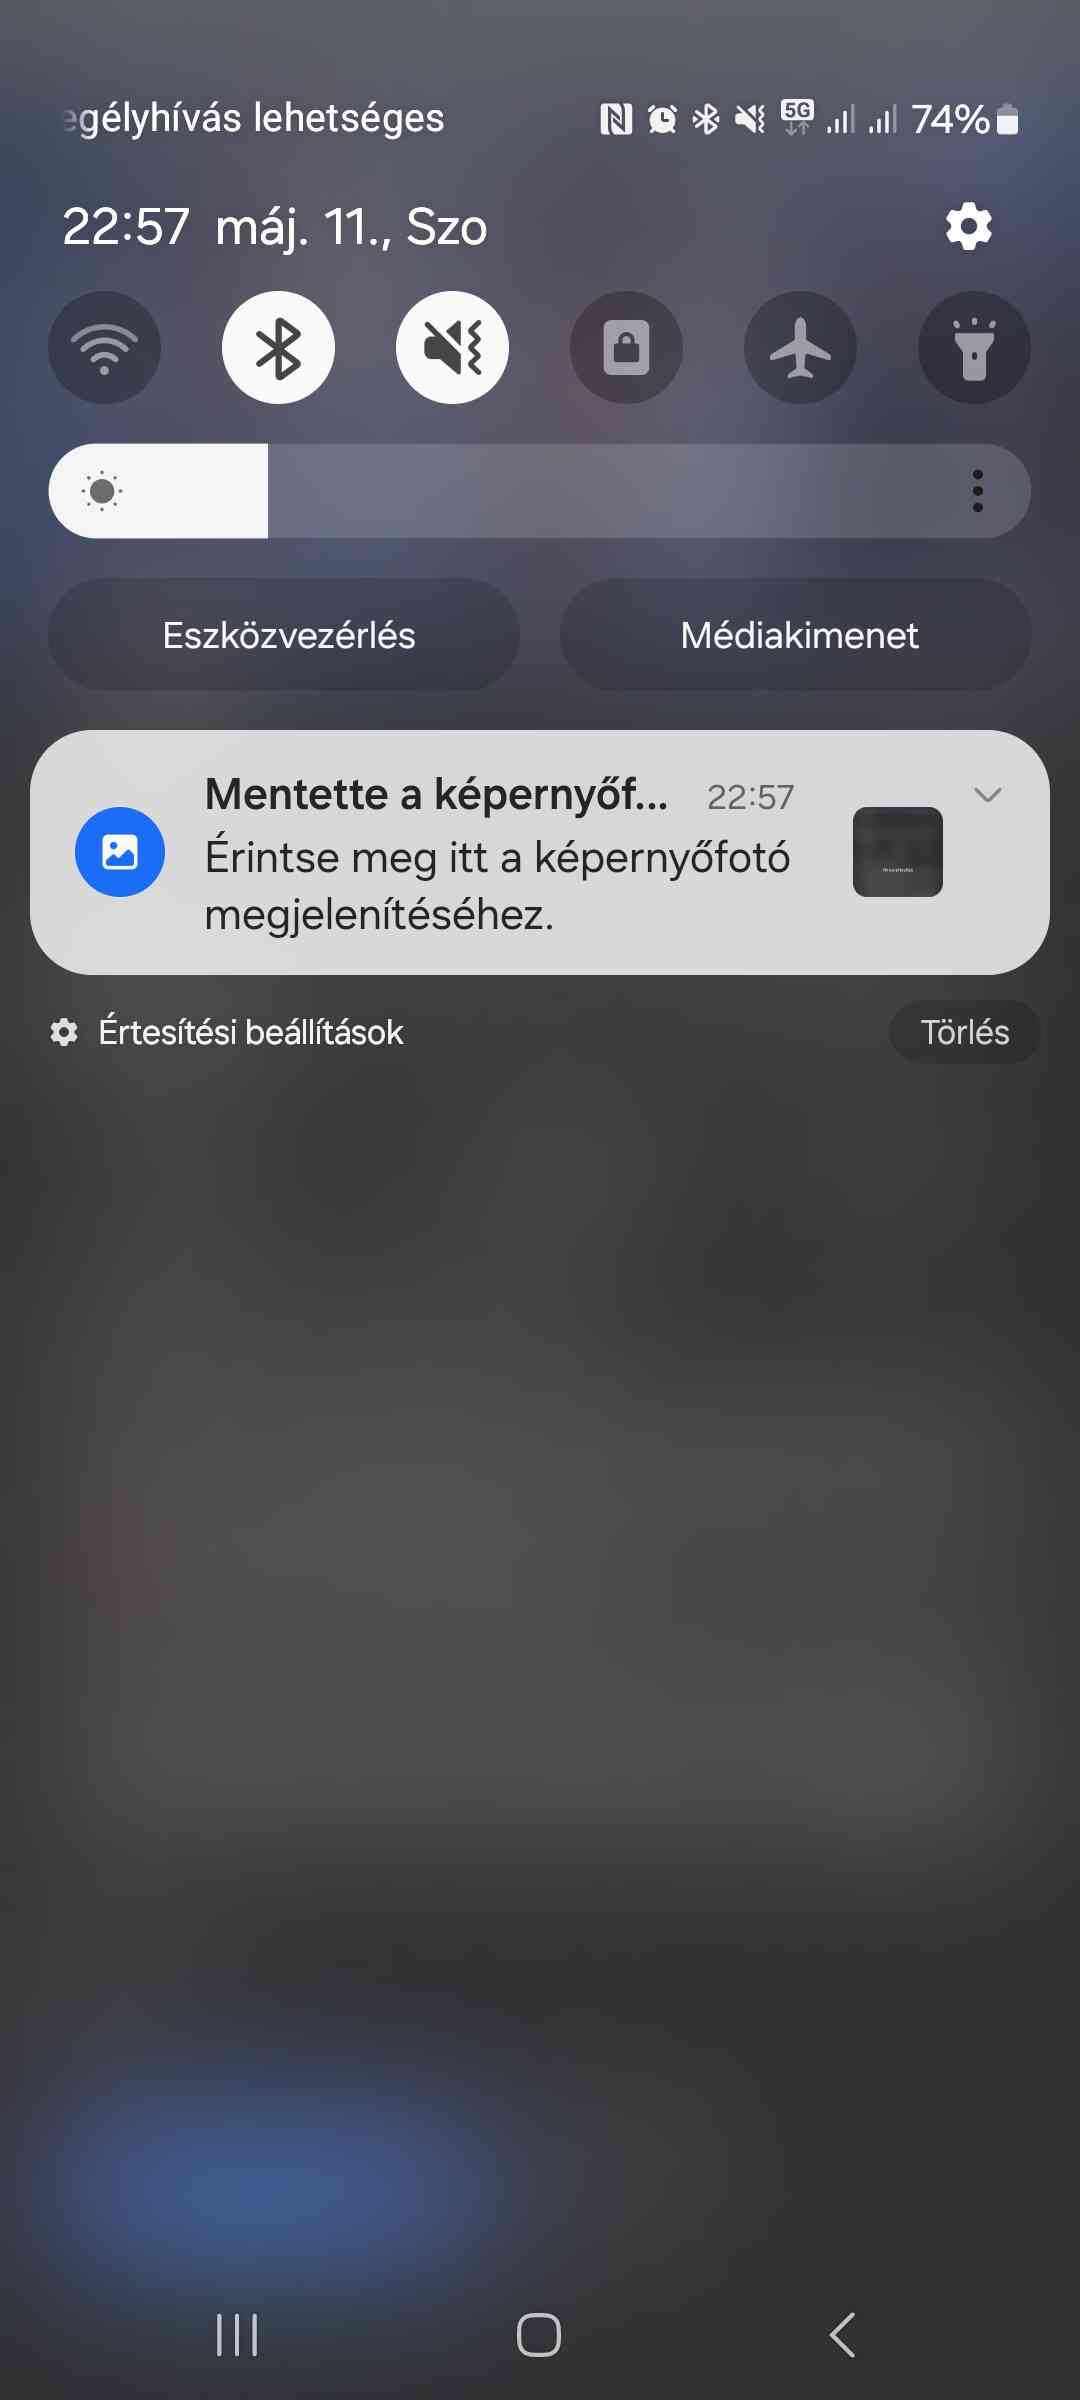 egélyhívás lehetséges 5G 74%
22:57 máj. 11., Szo
Eszközvezérlés Médiakimenet
Mentette a képernyőf... 22:57
Érintse meg itt a képernyőfotó
megjelenítéséhez.
Értesítési beállítások Törlés